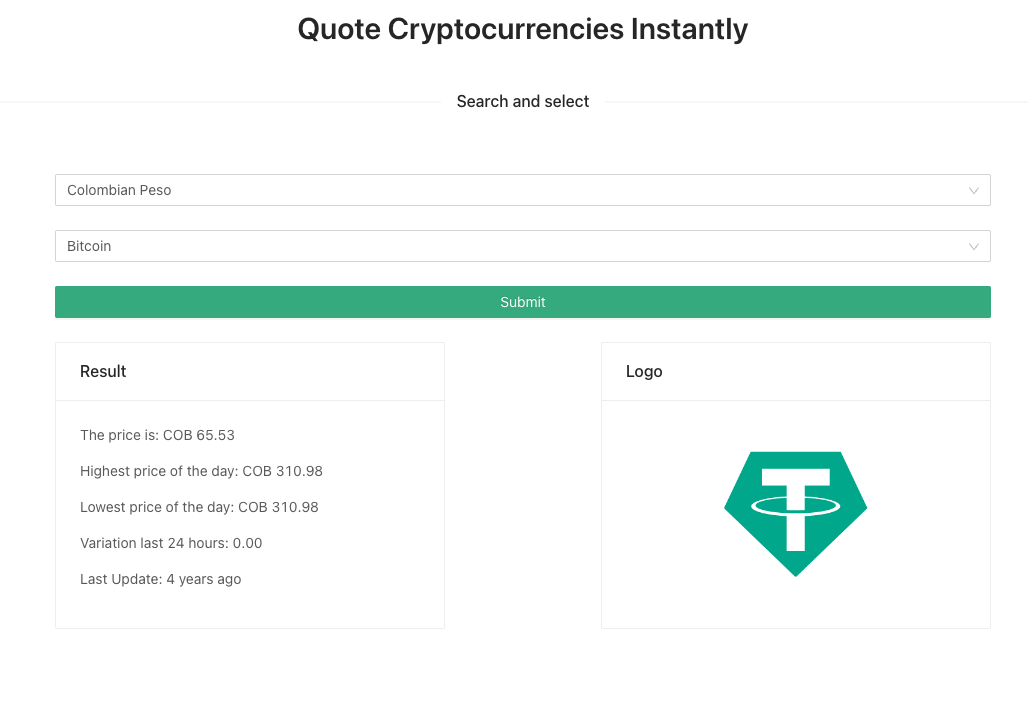 Quote Cryptocurrencies Instantly
Search and select
Colombian Peso
Bitcoin
Submit
Result
The price is: COB 65.53
Highest price of the day: COB 310.98
Lowest price of the day: COB 310.98
Variation last 24 hours: 0.00
Last Update: 4 years ago
Logo